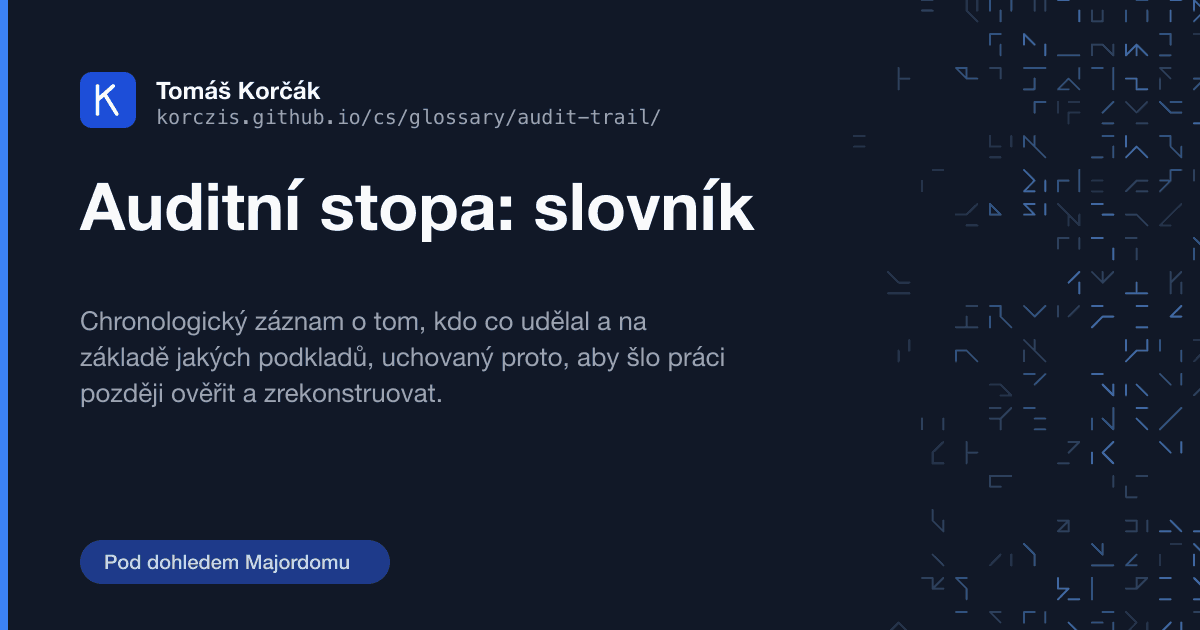 K
Tomáš Korčák
korczis.github.io/cs/glossary/audit-trail/
Auditní stopa: slovník
Chronologický záznam o tom, kdo co udělal a na
základě jakých podkladů, uchovaný proto, aby šlo práci
později ověřit a zrekonstruovat.
Pod dohledem Majordomu